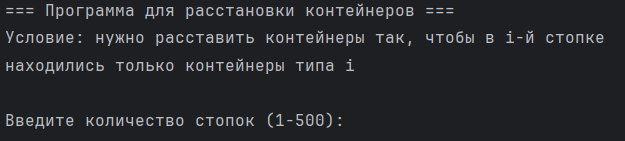 === Программа для расстановки контейнеров ===
Условие: нужно расставить контейнеры так, чтобы в i-й стопке
находились только контейнеры типа i
Введите количество стопок (1-500):